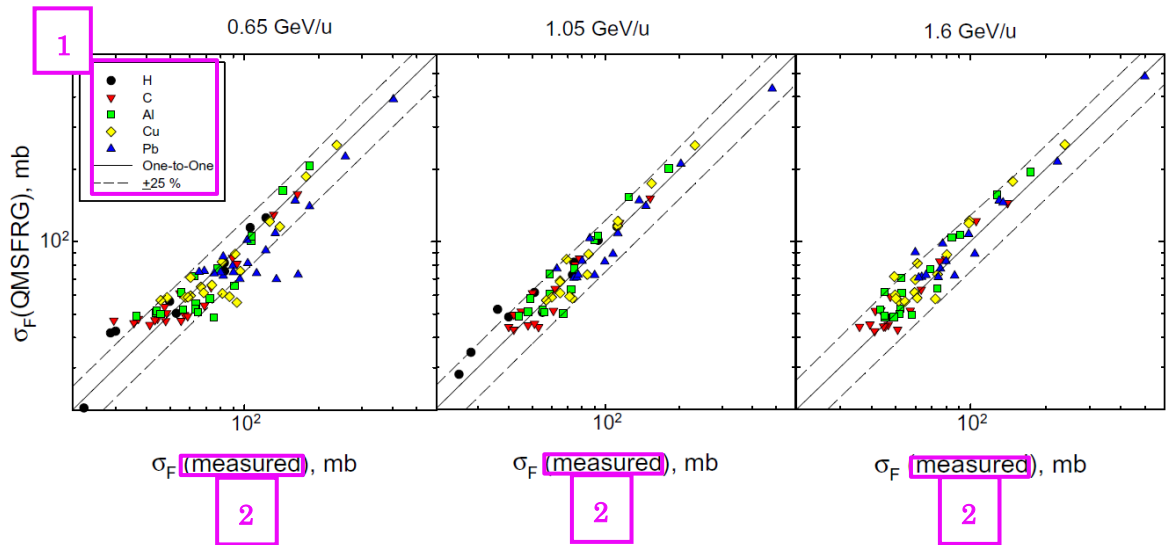 0.65 GeV/u
1.05 GeV/u
1.6 GeV/u
1
H
C
Al
Cu
Pb
One-to-One
±25 %
σF(QMSFRG), mb
10²
10²
10²
10²
σF (measured), mb
σF (measured), mb
σF (measured), mb
2
2
2